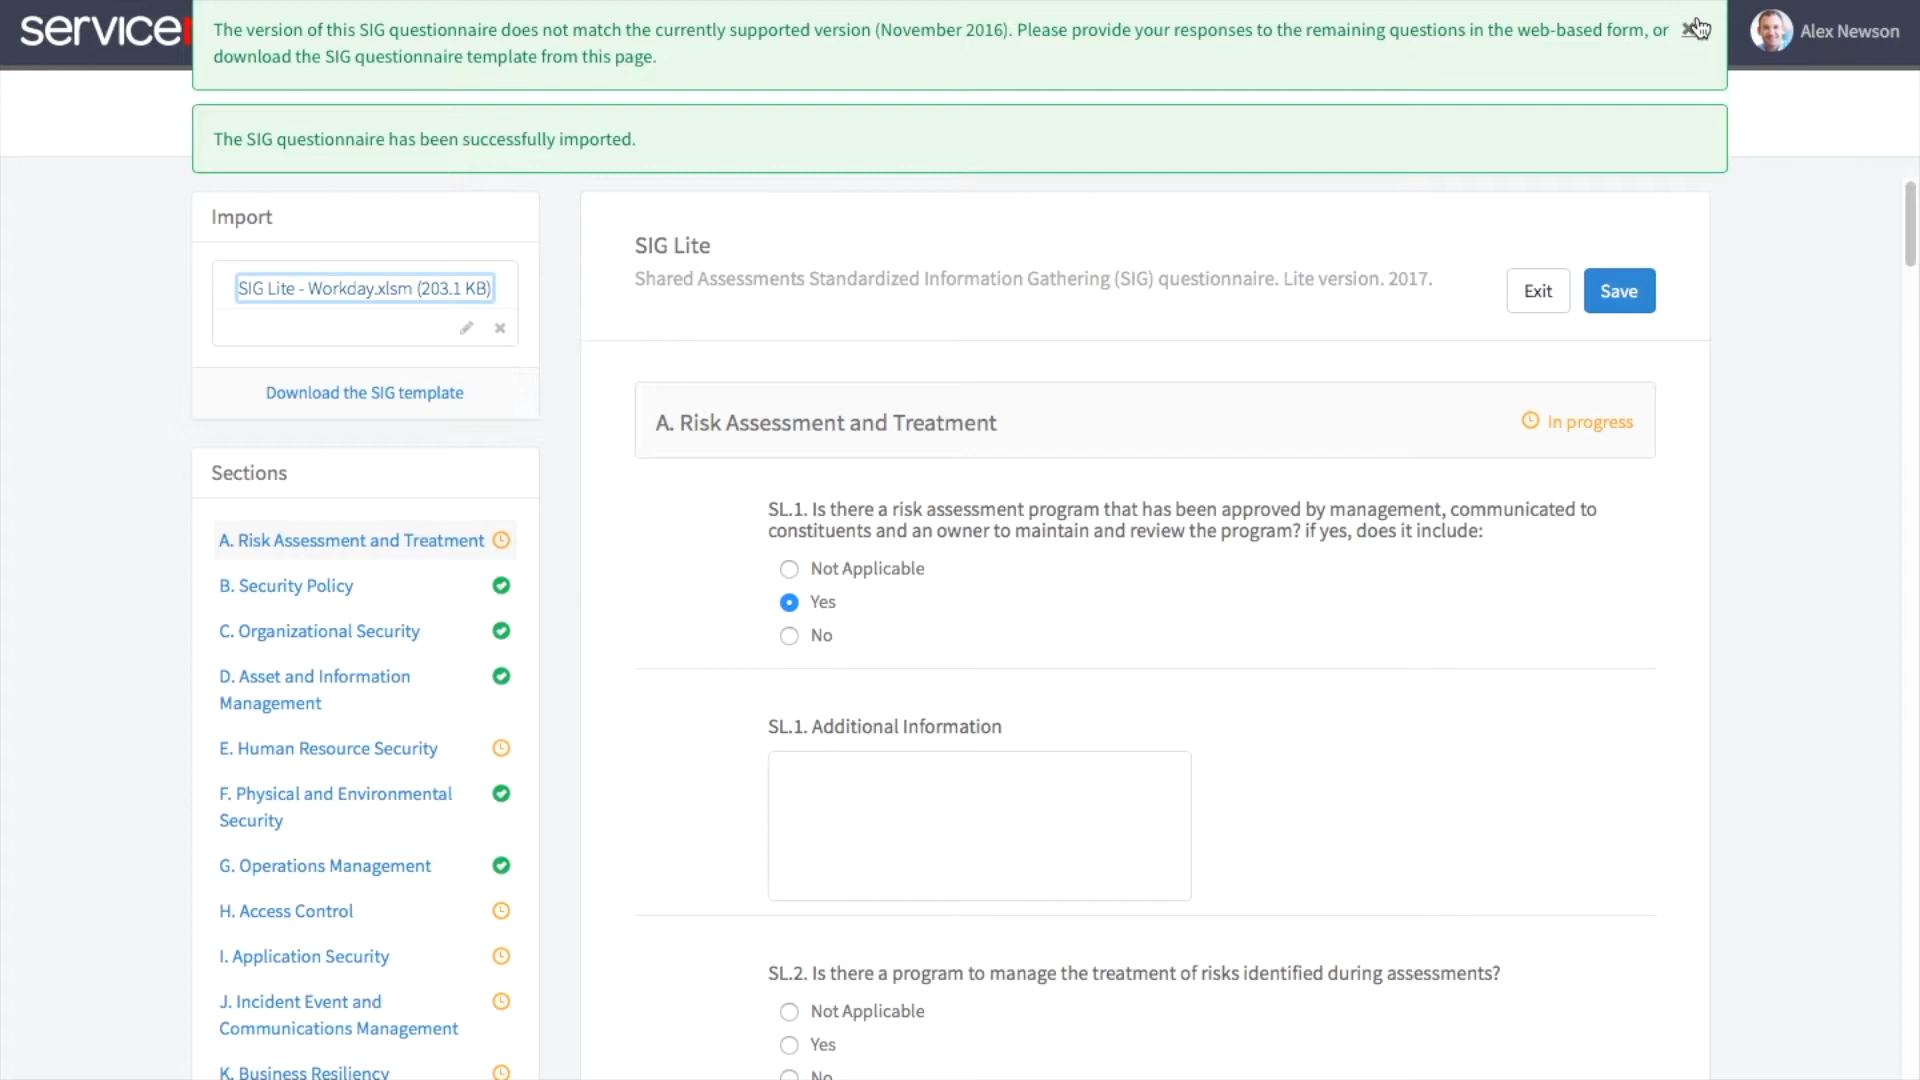 service
The version of this SIG questionnaire does not match the currently supported version (November 2016). Please provide your responses to the remaining questions in the web-based form, or
download the SIG questionnaire template from this page.
Alex Newson
The SIG questionnaire has been successfully imported.
Import
SIG Lite - Workday.xlsm (203.1 KB)
Download the SIG template
Sections
A. Risk Assessment and Treatment
B. Security Policy
C. Organizational Security
D. Asset and Information
Management
E. Human Resource Security
F. Physical and Environmental
Security
G. Operations Management
H. Access Control
I. Application Security
J. Incident Event and
Communications Management
K. Business Resiliency
SIG Lite
Shared Assessments Standardized Information Gathering (SIG) questionnaire. Lite version. 2017.
Exit
Save
A. Risk Assessment and Treatment
In progress
SL.1. Is there a risk assessment program that has been approved by management, communicated to
constituents and an owner to maintain and review the program? if yes, does it include:
Not Applicable
Yes
No
SL.1. Additional Information
SL.2. Is there a program to manage the treatment of risks identified during assessments?
Not Applicable
Yes
No